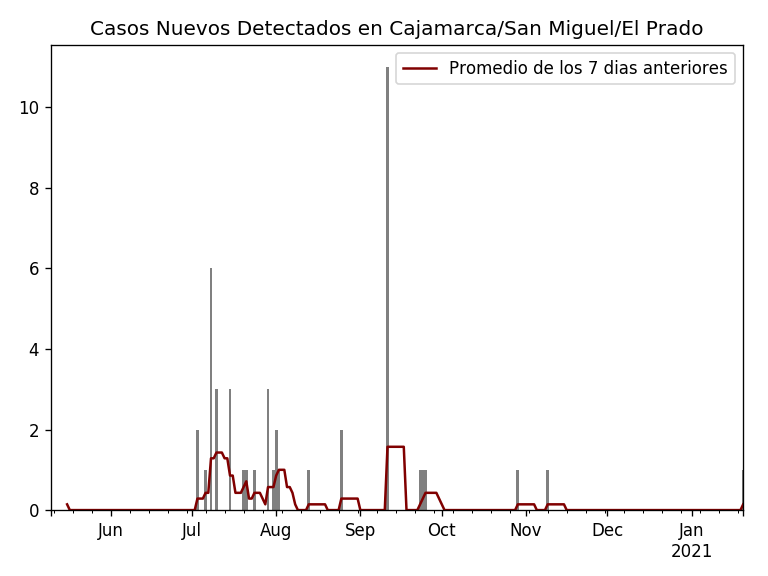 Casos Nuevos Detectados en Cajamarca/San Miguel/El Prado
Promedio de los 7 dias anteriores
10
8
6
4
2
0
Jun Jul Aug Sep Oct Nov Dec Jan
2021